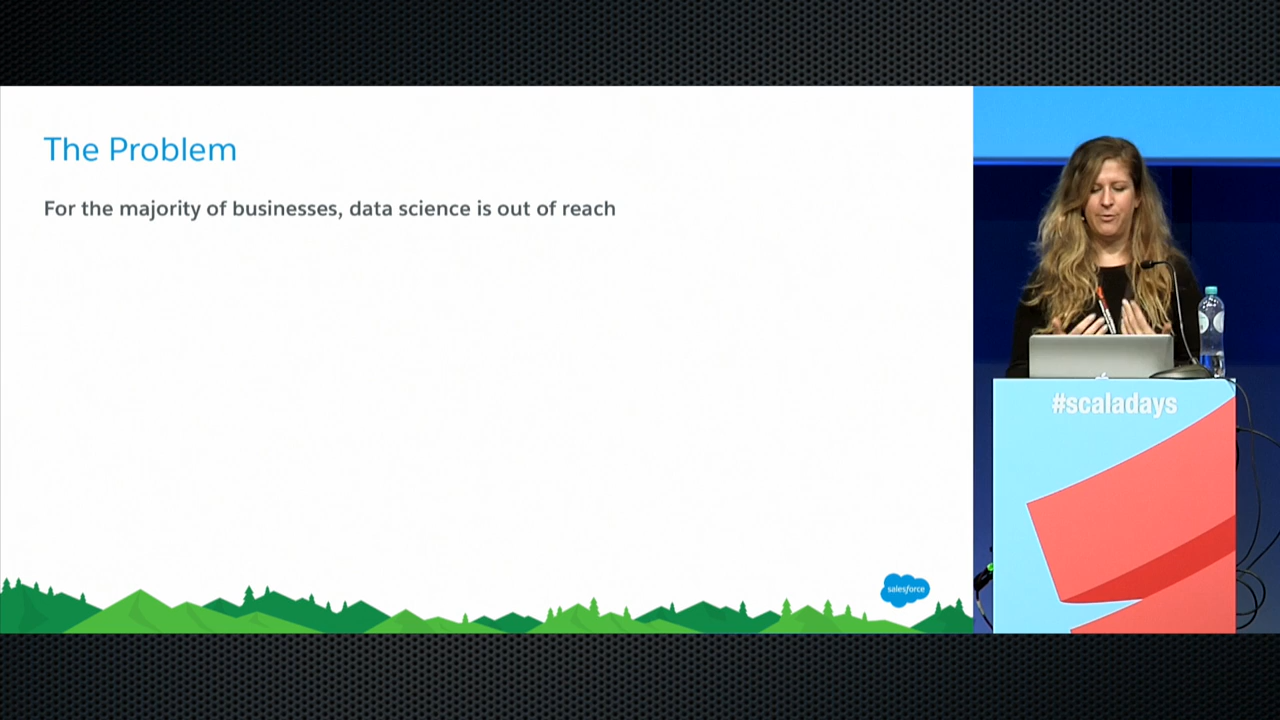 The Problem
For the majority of businesses, data science is out of reach
salesforce
#scaladays